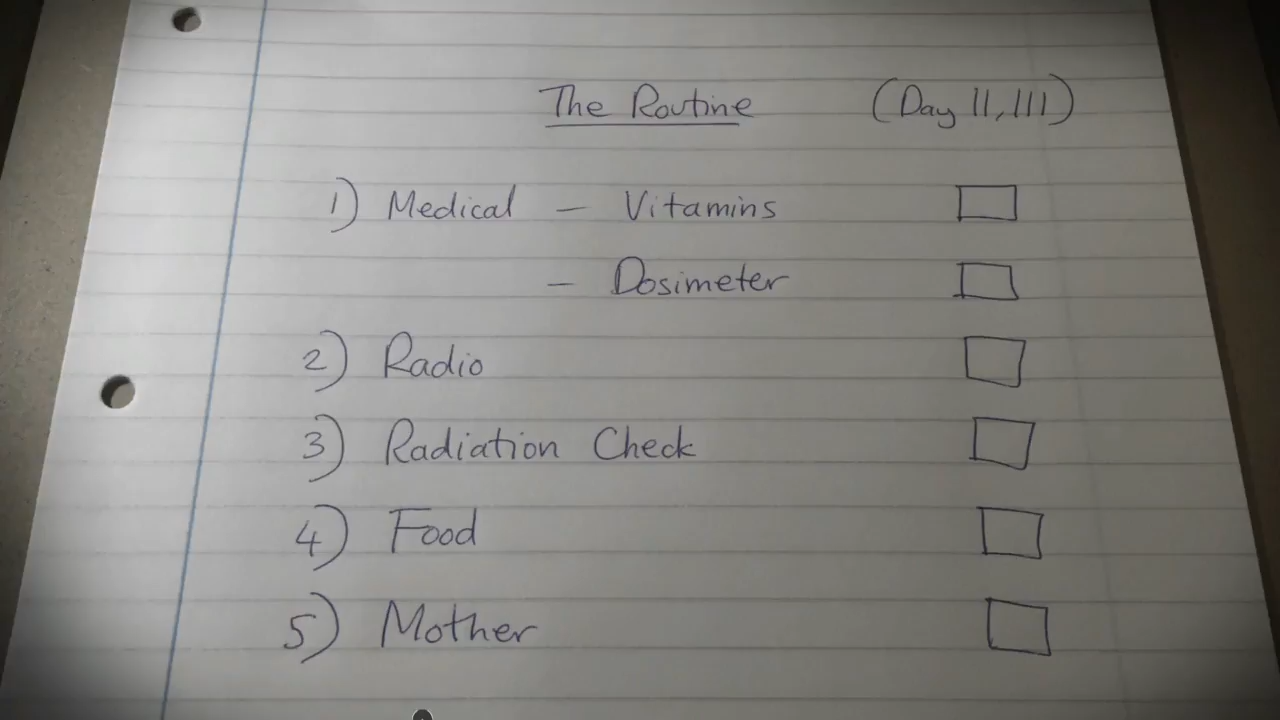 The Routine (Day 11,111)
1) Medical – Vitamins
– Dosimeter
2) Radio
3) Radiation Check
4) Food
5) Mother